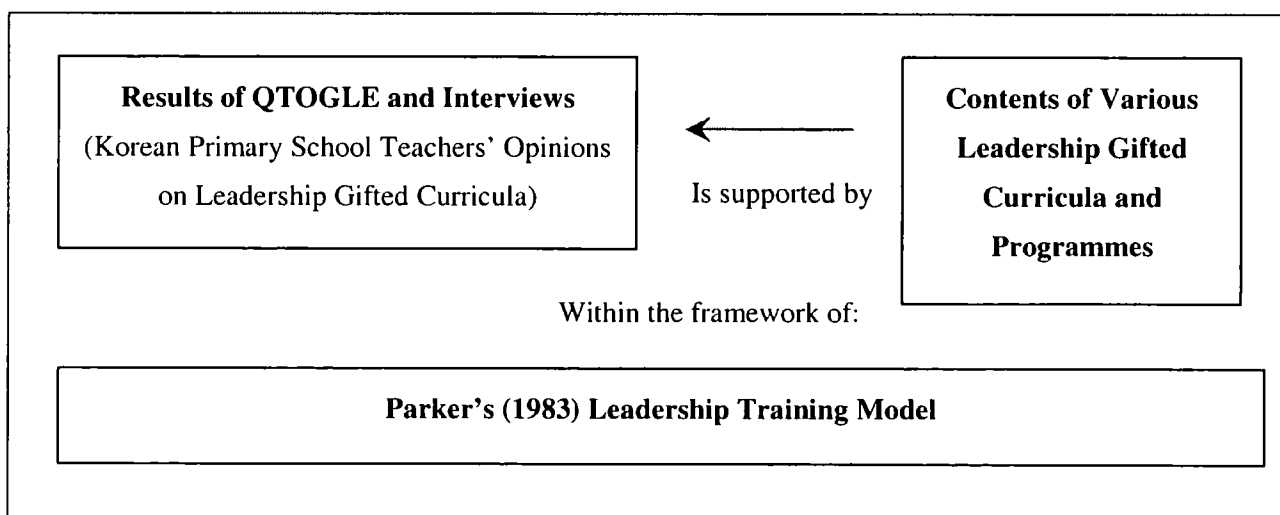 Results of QTOGLE and Interviews
(Korean Primary School Teachers’ Opinions
on Leadership Gifted Curricula)
Is supported by
Contents of Various
Leadership Gifted
Curricula and
Programmes
Within the framework of:
Parker’s (1983) Leadership Training Model